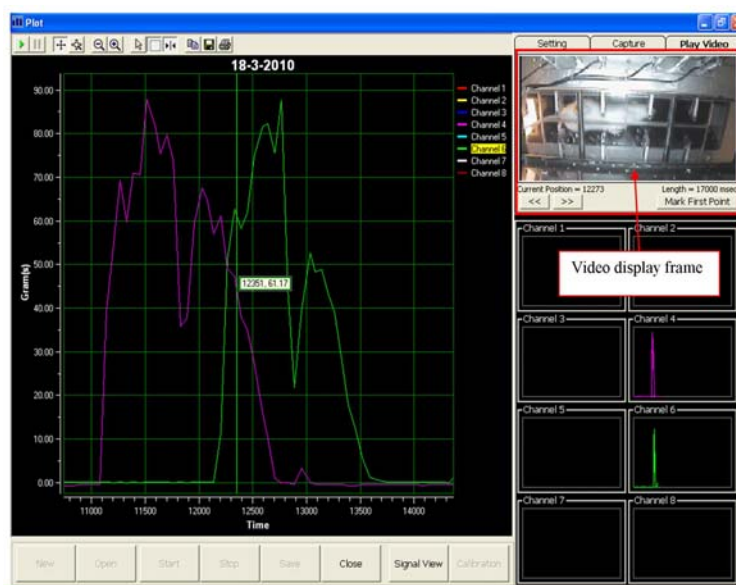 Plot
Setting
Capture
Play Video
18-3-2010
90.00
80.00
70.00
60.00
50.00
40.00
30.00
20.00
10.00
0.00
Gram(s)
11000
11500
12000
12500
13000
13500
14000
Time
12351, 61.17
Channel 1
Channel 2
Channel 3
Channel 4
Channel 5
Channel 6
Channel 7
Channel 8
Current Position = 12273
Length = 17000 msec
<< >>
Mark First Point
Video display frame
Channel 1
Channel 2
Channel 3
Channel 4
Channel 5
Channel 6
Channel 7
Channel 8
New
Open
Start
Stop
Save
Close
Signal View
Calibration